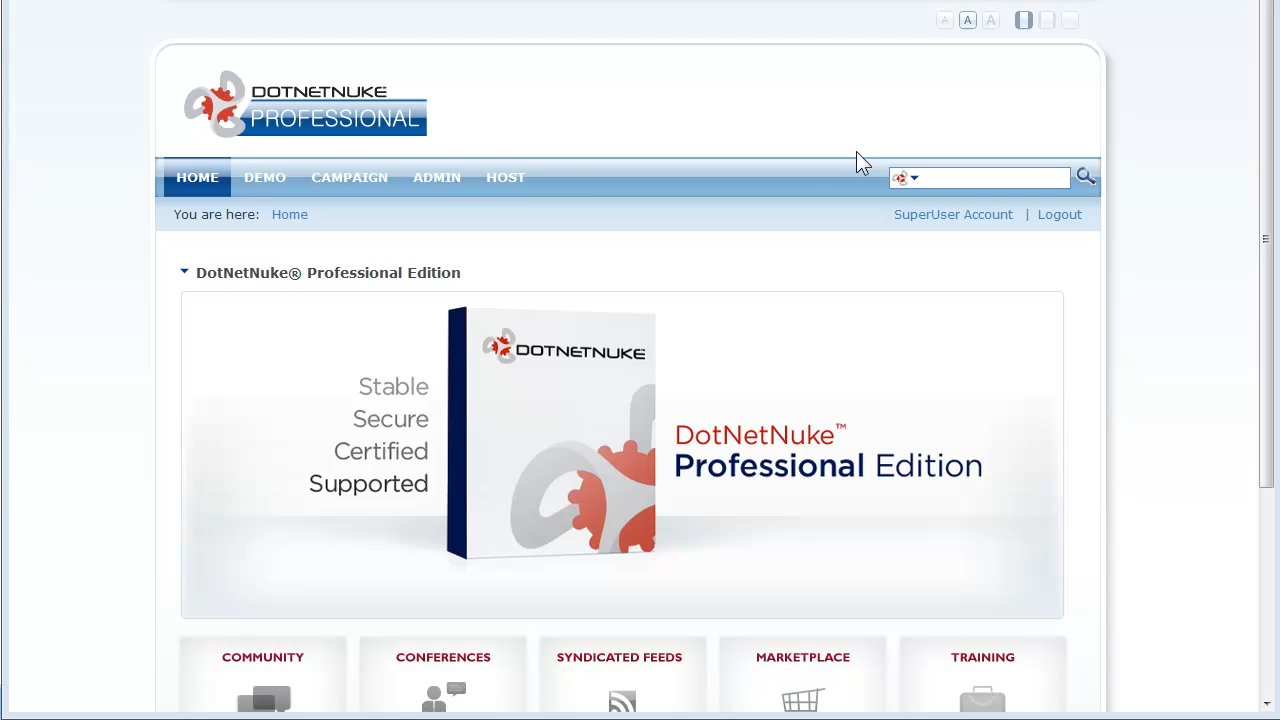 A A A
DOTNETNUKE
PROFESSIONAL
HOME DEMO CAMPAIGN ADMIN HOST
You are here: Home SuperUser Account | Logout
DotNetNuke® Professional Edition
DOTNETNUKE
Stable
Secure
Certified
Supported
DotNetNuke™
Professional Edition
COMMUNITY CONFERENCES SYNDICATED FEEDS MARKETPLACE TRAINING